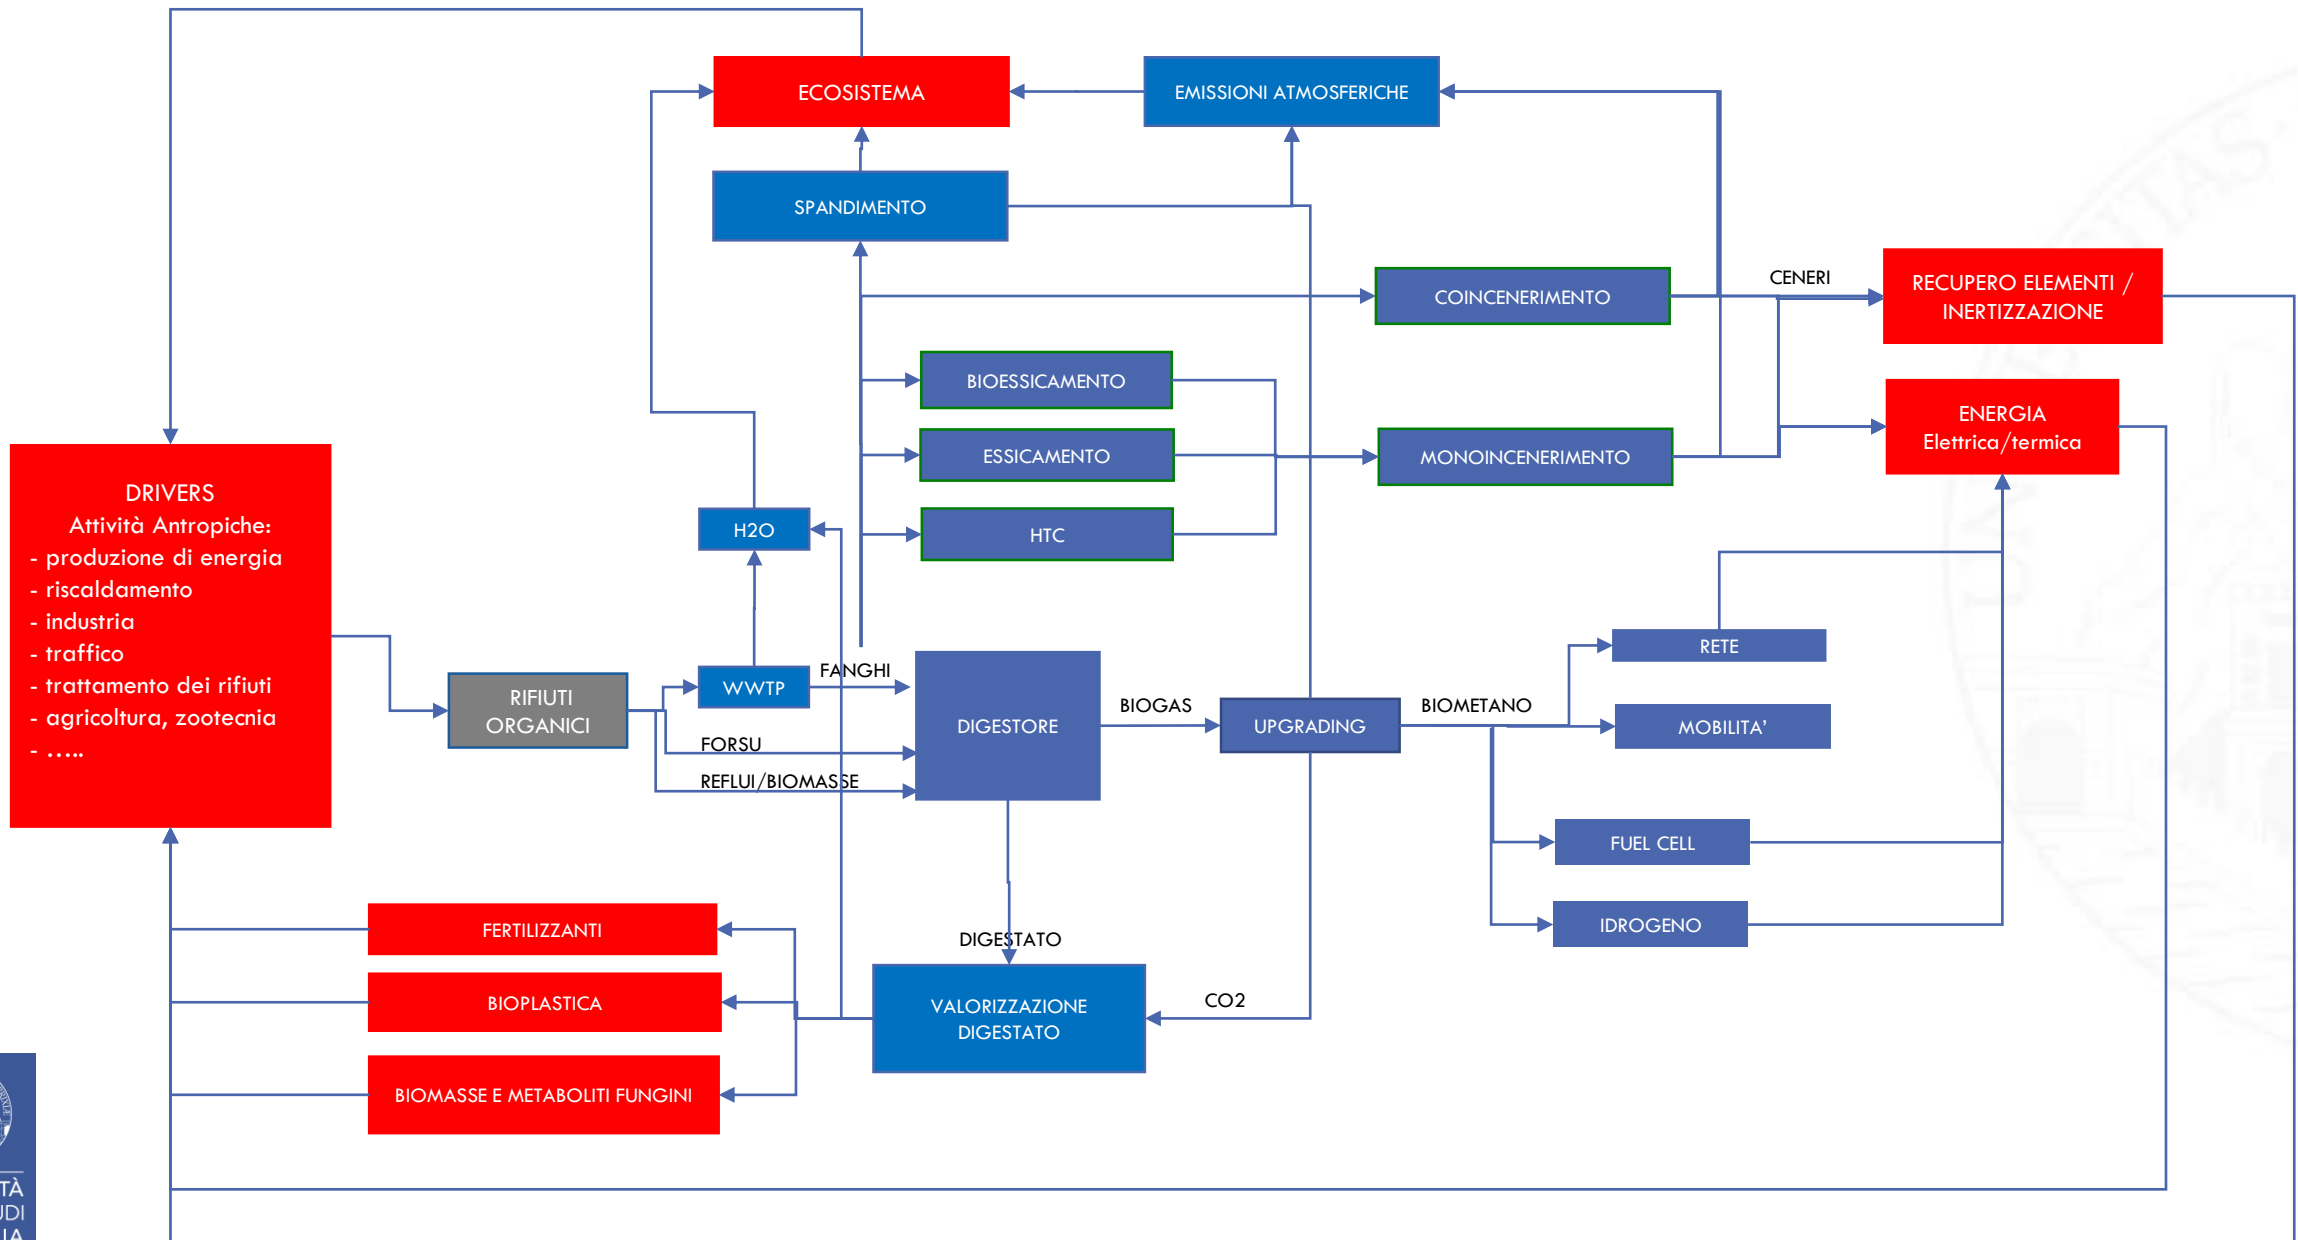 ECOSISTEMA
EMISSIONI ATMOSFERICHE
SPANDIMENTO
COINCENERIMENTO
CENERI
RECUPERO ELEMENTI /
INERTIZZAZIONE
BIOESSICAMENTO
ENERGIA
Elettrica/termica
ESSICAMENTO
MONOINCENERIMENTO
HTC
H2O
DRIVERS
Attività Antropiche:
- produzione di energia
- riscaldamento
- industria
- traffico
- trattamento dei rifiuti
- agricoltura, zootecnia
- .....
RIFIUTI
ORGANICI
WWTP
FANGHI
FORSU
REFLUI/BIOMASSE
DIGESTORE
BIOGAS
UPGRADING
BIOMETANO
RETE
MOBILITA’
FUEL CELL
IDROGENO
FERTILIZZANTI
BIOPLASTICA
BIOMASSE E METABOLITI FUNGINI
DIGESTATO
VALORIZZAZIONE
DIGESTATO
CO2